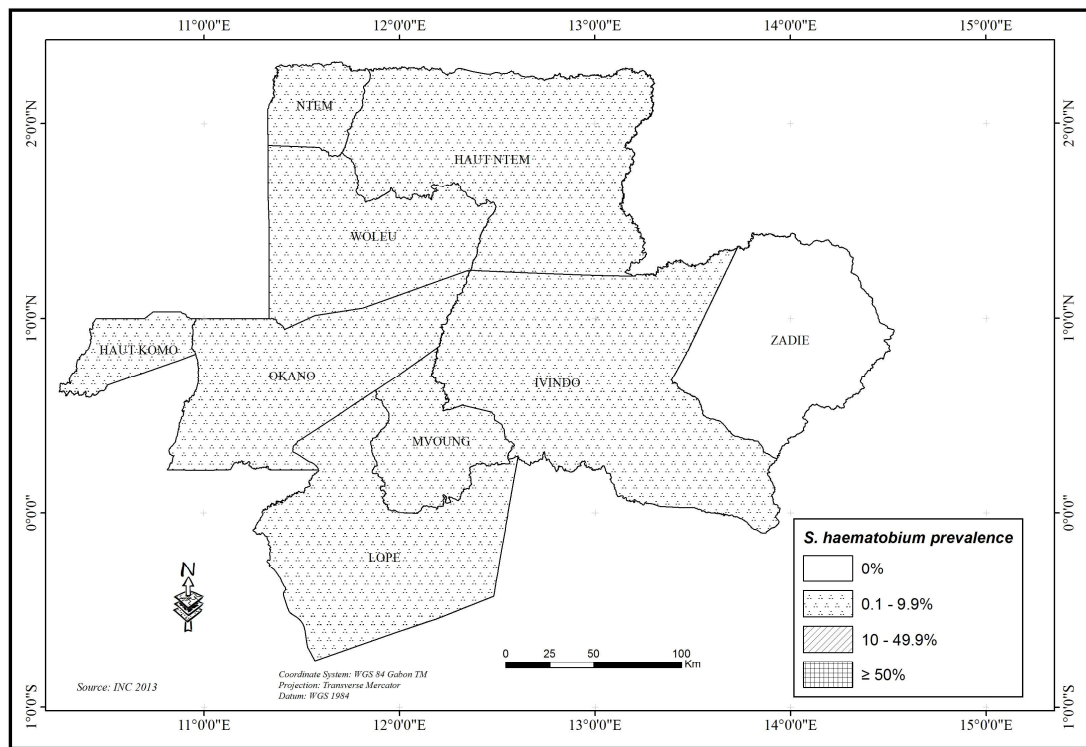 11°0'0"E 12°0'0"E 13°0'0"E 14°0'0"E 15°0'0"E
2°0'0"N 2°0'0"N
1°0'0"N 1°0'0"N
0°0'0" 0°0'0"
1°0'0"S 1°0'0"S
NTEM
HAUT NTEM
WOLEU
HAUT KOMO
OKANO
IVINDO
ZADIE
MVOUNG
LOPE
N
S. haematobium prevalence
0%
0.1 - 9.9%
10 - 49.9%
≥ 50%
0 25 50 100
Km
Source: INC 2013
Coordinate System: WGS 84 Gabon TM
Projection: Transverse Mercator
Datum: WGS 1984
11°0'0"E 12°0'0"E 13°0'0"E 14°0'0"E 15°0'0"E